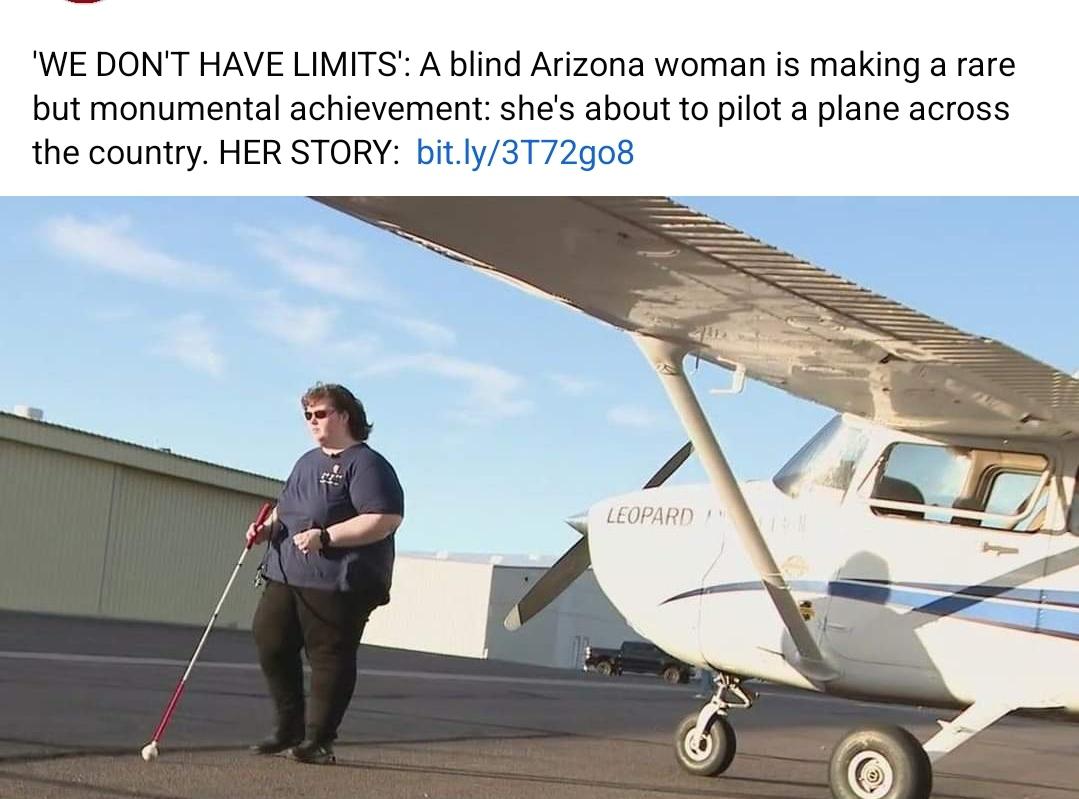 'WE DON'T HAVE LIMITS': A blind Arizona woman is making a rare
but monumental achievement: she's about to pilot a plane across
the country. HER STORY: bit.ly/3T72go8
LEOPARD